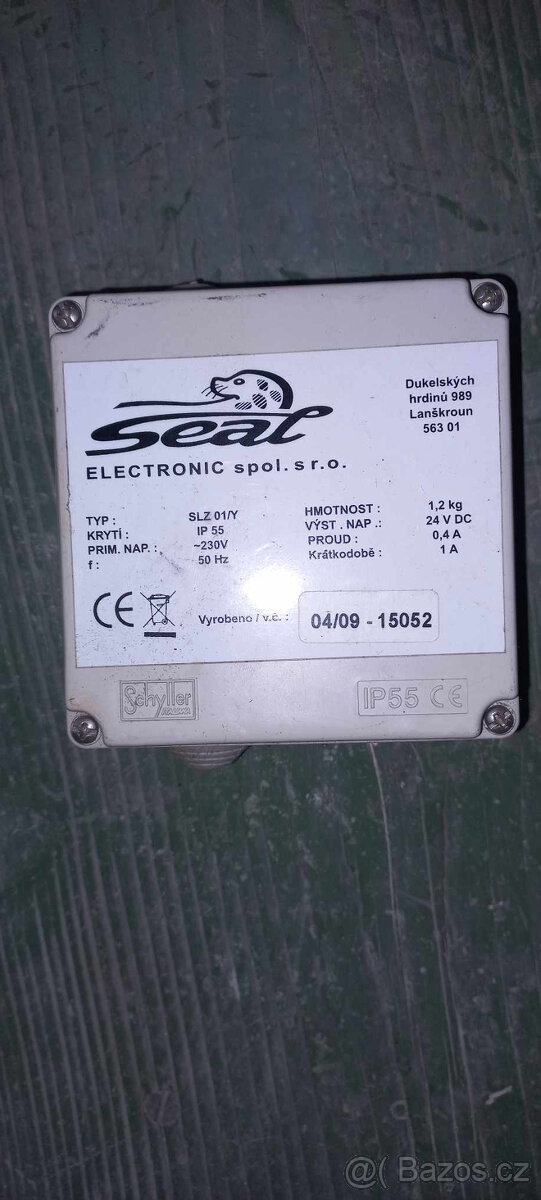 Seal
ELECTRONIC spol. s r.o.
Dukelských
hrdinů 989
Lanškroun
563 01
TYP : SLZ 01/Y
KRYTÍ : IP 55
PRIM. NAP. : ~230V
f : 50 Hz
HMOTNOST : 1,2 kg
VÝST . NAP .: 24 V DC
PROUD : 0,4 A
Krátkodobě : 1 A
CE
Vyrobeno / v.č. : 04/09 - 15052
Schyller
IP55 CE
Bazos.cz